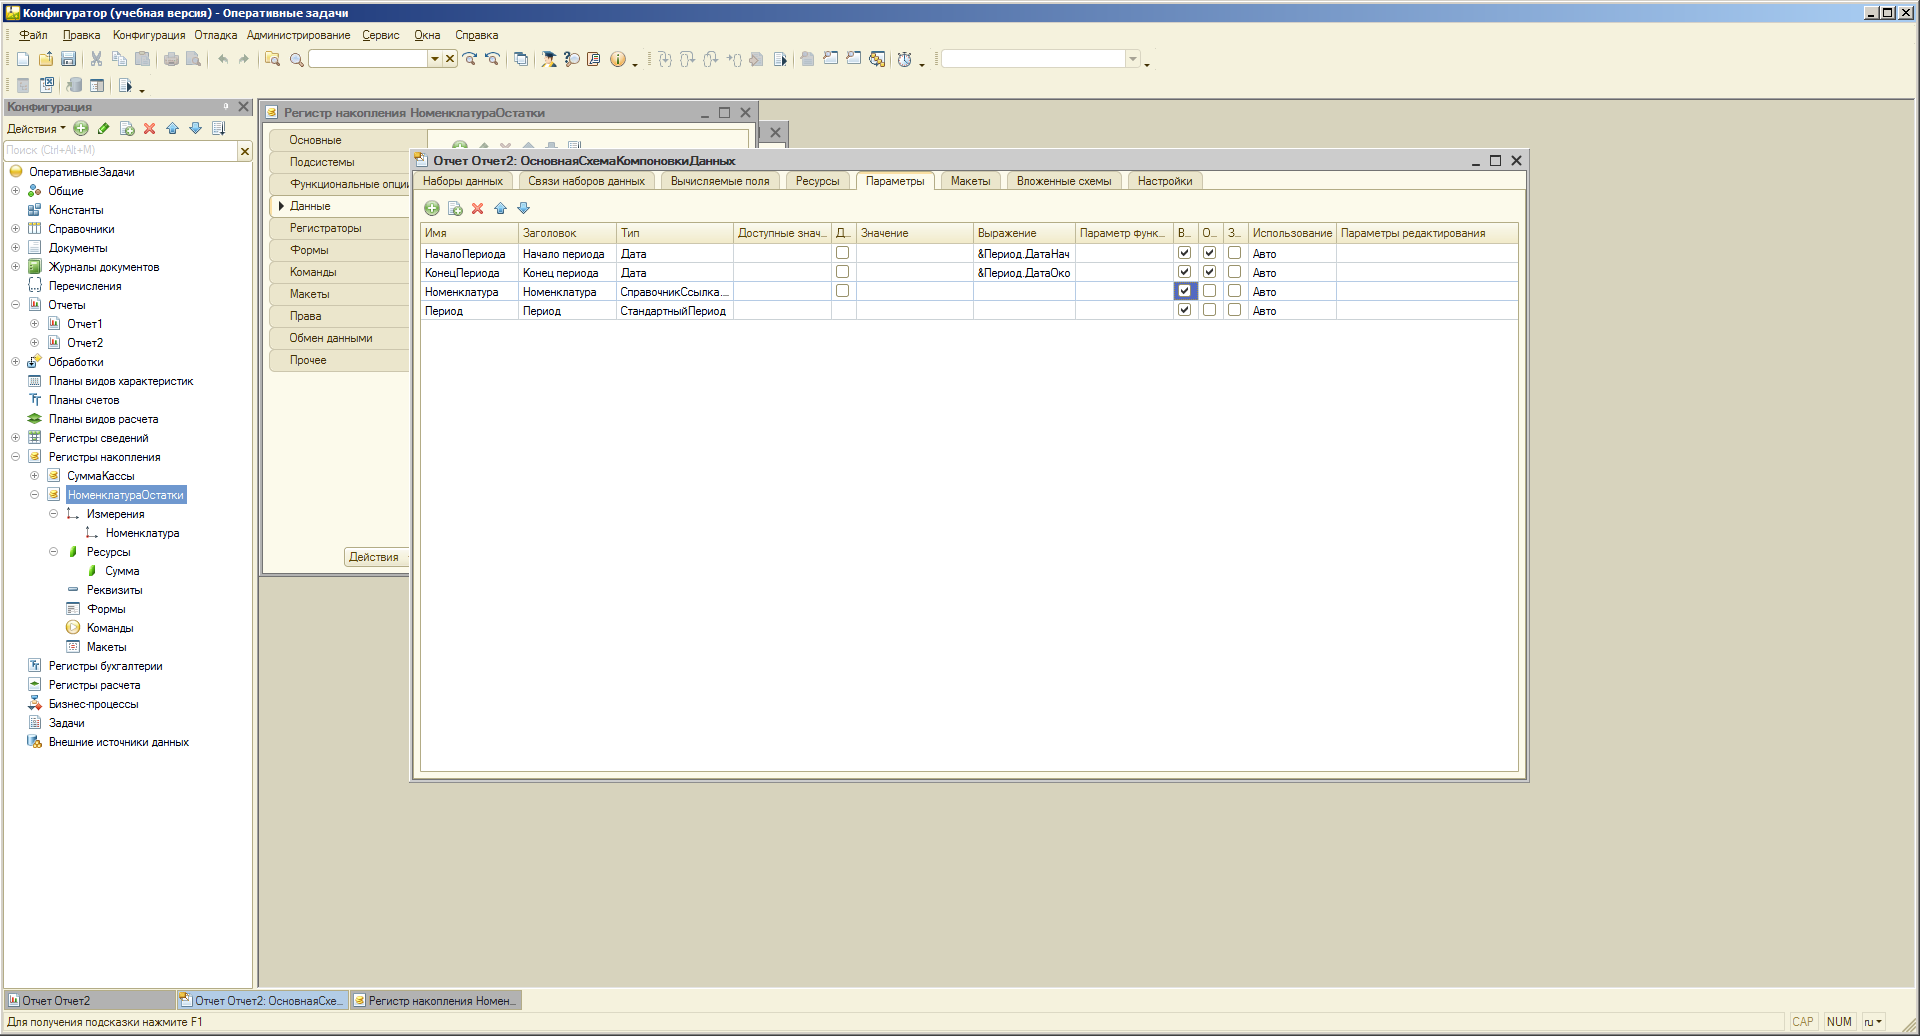 Конфигуратор (учебная версия) - Оперативные задачи
Файл Правка Конфигурация Отладка Администрирование Сервис Окна Справка
Конфигурация
Действия
Поиск (Ctrl+Alt+M)
ОперативныеЗадачи
Общие
Константы
Справочники
Документы
Журналы документов
Перечисления
Отчеты
Отчет1
Отчет2
Обработки
Планы видов характеристик
Планы счетов
Планы видов расчета
Регистры сведений
Регистры накопления
СуммаКассы
НоменклатураОстатки
Измерения
Номенклатура
Ресурсы
Сумма
Реквизиты
Формы
Команды
Макеты
Регистры бухгалтерии
Регистры расчета
Бизнес-процессы
Задачи
Внешние источники данных
Регистр накопления НоменклатураОстатки
Основные
Подсистемы
Функциональные опции
Данные
Регистраторы
Формы
Команды
Макеты
Права
Обмен данными
Прочее
Действия
Отчет Отчет2: ОсновнаяСхемаКомпоновкиДанных
Наборы данных Связи наборов данных Вычисляемые поля Ресурсы Параметры Макеты Вложенные схемы Настройки
Имя Заголовок Тип Доступные знач... Д... Значение Выражение Параметр функ... В... О... З... Использование Параметры редактирования
НачалоПериода Начало периода Дата &Период.ДатаНач Авто
КонецПериода Конец периода Дата &Период.ДатаОко Авто
Номенклатура Номенклатура СправочникСсылка.... Авто
Период Период СтандартныйПериод Авто
Отчет Отчет2 Отчет Отчет2: ОсновнаяСхе... Регистр накопления Номен...
Для получения подсказки нажмите F1 CAP NUM ru